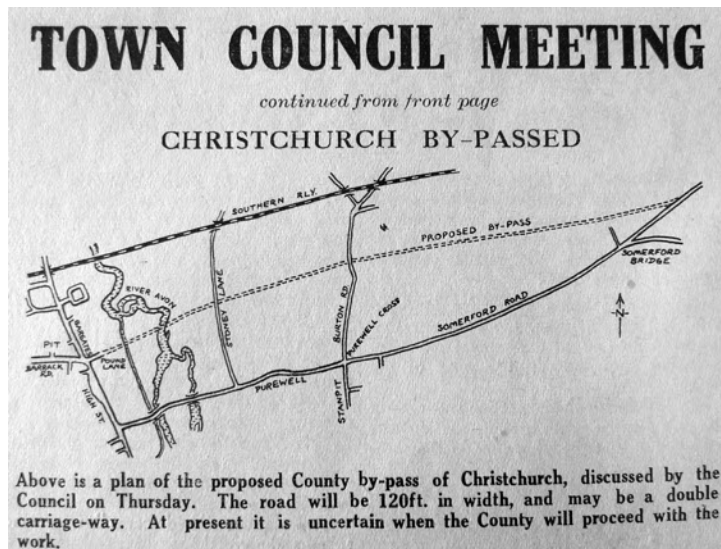 TOWN COUNCIL MEETING
continued from front page
CHRISTCHURCH BY-PASSED
SOUTHERN RLY.
PROPOSED BY-PASS
SOMERFORD
BRIDGE
RIVER AVON
STONEY LANE
BURTON RD.
PUREWELL CROSS
SOMERFORD ROAD
N
BARGATES
PIT
BARRACK
RD.
POUND
LANE
HIGH ST.
PUREWELL
STANPIT
Above is a plan of the proposed County by-pass of Christchurch, discussed by the
Council on Thursday. The road will be 120ft. in width, and may be a double
carriage-way. At present it is uncertain when the County will proceed with the
work.